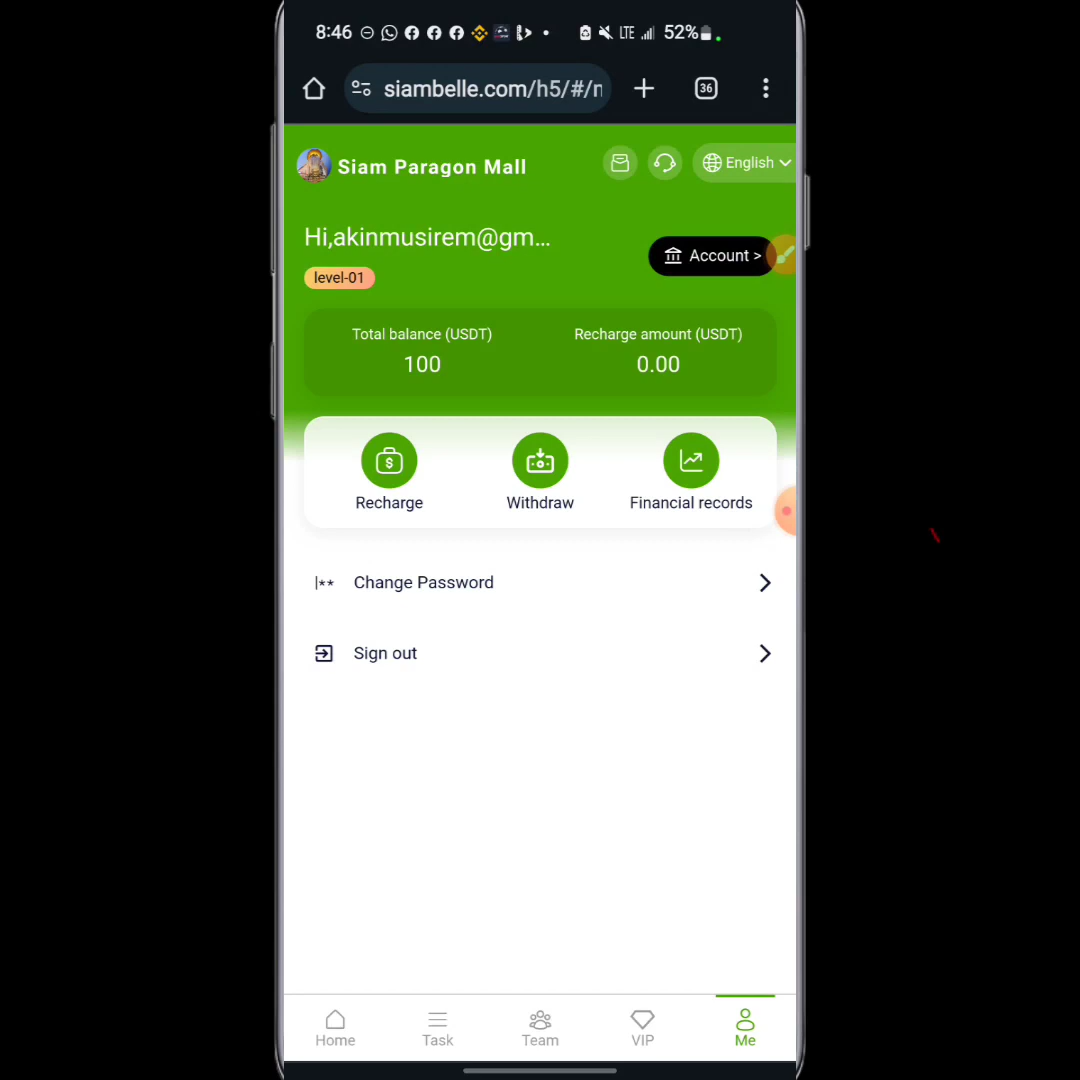 8:46 LTE 52%
siambelle.com/h5/#/
36
Siam Paragon Mall
English
Hi,akinmusirem@gm...
level-01
Account >
Total balance (USDT) Recharge amount (USDT)
100 0.00
Recharge Withdraw Financial records
|** Change Password
Sign out
Home Task Team VIP Me